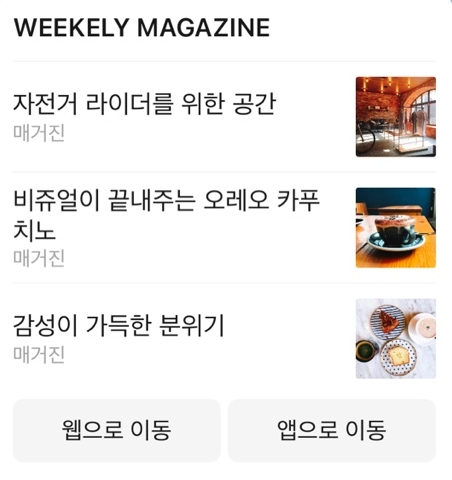 WEEKELY MAGAZINE
자전거 라이더를 위한 공간
매거진
비쥬얼이 끝내주는 오레오 카푸
치노
매거진
감성이 가득한 분위기
매거진
웹으로 이동
앱으로 이동